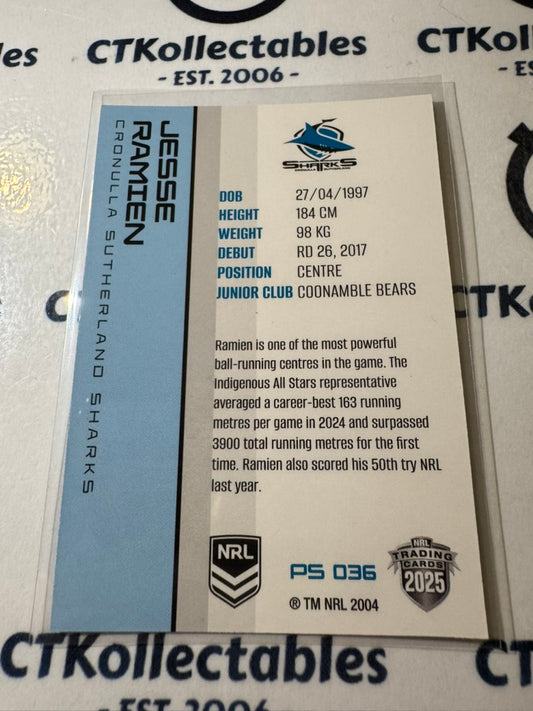 CTKollectables
- EST. 2006 -
CTKollectables
les
JESSE
RAMIEN
CRONULLA SUTHERLAND SHARKS
SHARKS
DOB 27/04/1997
HEIGHT 184 CM
WEIGHT 98 KG
DEBUT RD 26, 2017
POSITION CENTRE
JUNIOR CLUB COONAMBLE BEARS
Ramien is one of the most powerful
ball-running centres in the game. The
Indigenous All Stars representative
averaged a career-best 163 running
metres per game in 2024 and surpassed
3900 total running metres for the first
time. Ramien also scored his 50th try NRL
last year.
NRL
PS 036
® TM NRL 2004
NRL
TRADING
CARDS
2025
CTKollectables
- EST. 2006 -